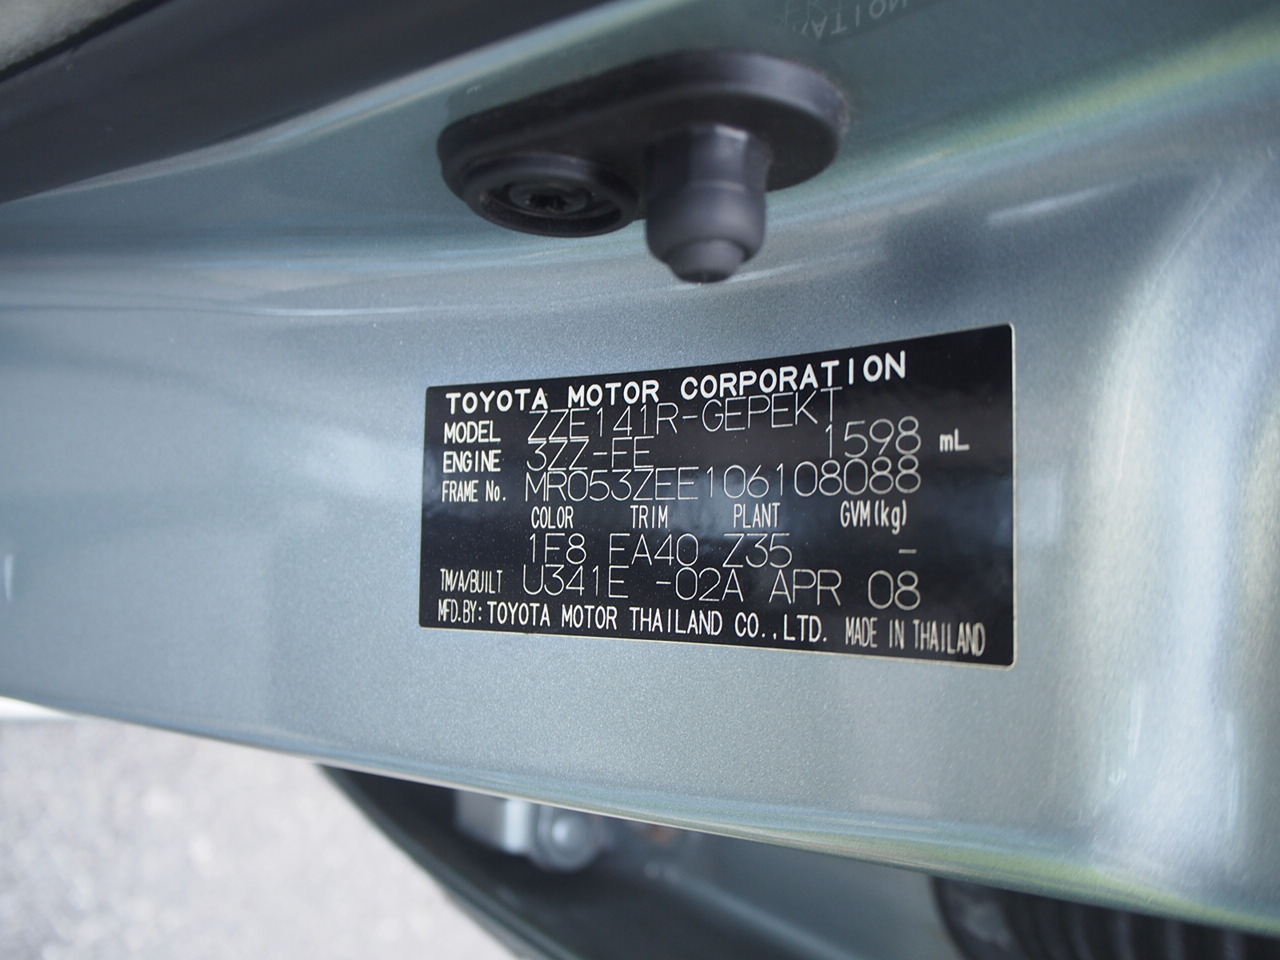 TOYOTA MOTOR CORPORATION
MODEL ZZE141R-GEPEKT
ENGINE 3ZZ-FE 1598 mL
FRAME No. MR053ZEE106108088
COLOR TRIM PLANT GVM(kg)
1F8 FA40 Z35 -
TM/A/BUILT U341E -02A APR 08
MFD.BY: TOYOTA MOTOR THAILAND CO.,LTD. MADE IN THAILAND